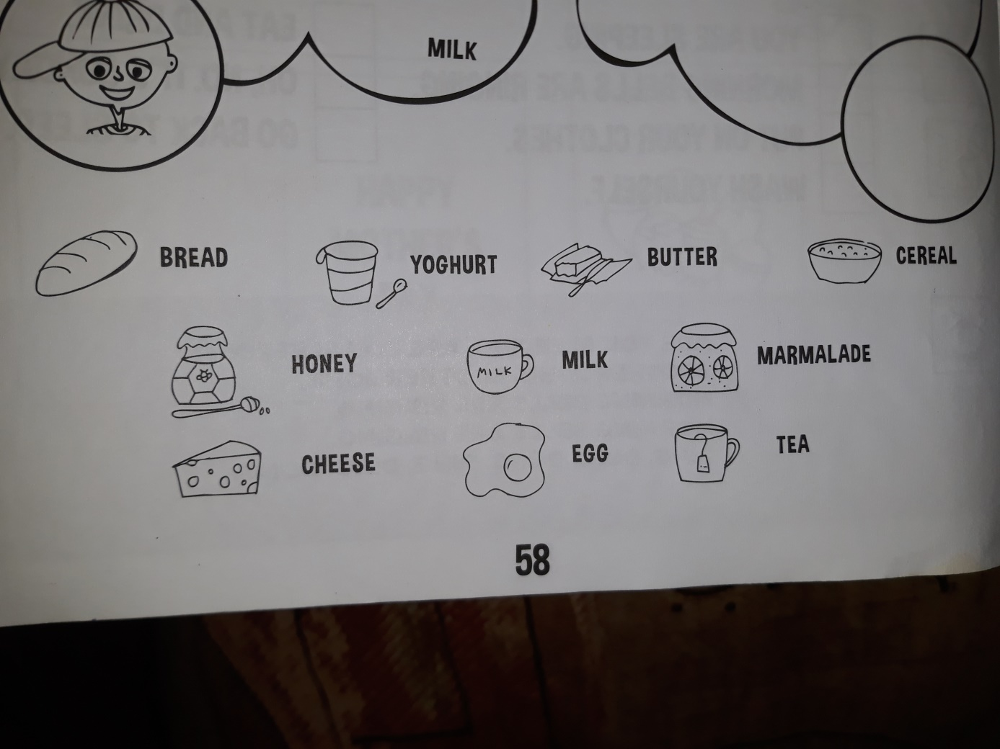 MILK
BREAD YOGHURT BUTTER CEREAL
HONEY MILK MILK MARMALADE
CHEESE EGG TEA
58